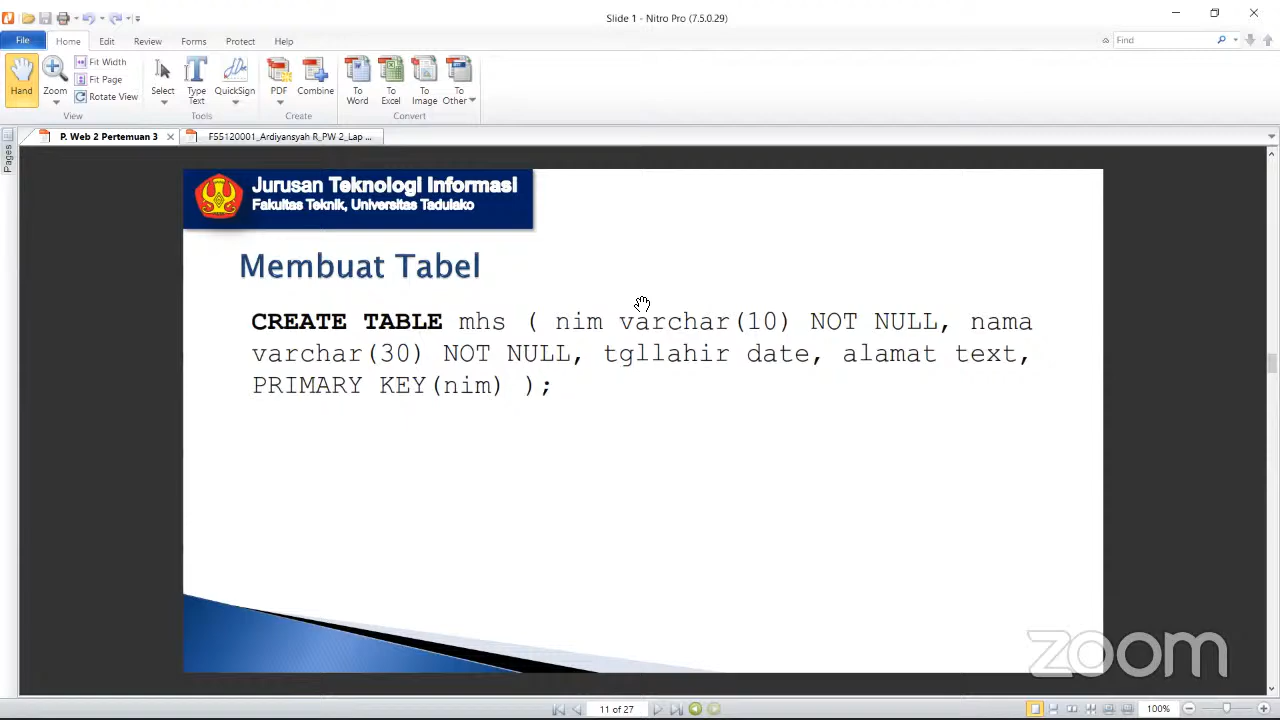 Slide 1 - Nitro Pro (7.5.0.29)
File Home Edit Review Forms Protect Help Find
Hand Zoom Fit Width Fit Page Rotate View Select Type Text QuickSign PDF Combine To Word To Excel To Image To Other
View Tools Create Convert
P. Web 2 Pertemuan 3 F55120001_Ardiyansyah R_PW 2_Lap ...
Pages
Jurusan Teknologi Informasi
Fakultas Teknik, Universitas Tadulako
Membuat Tabel
CREATE TABLE mhs ( nim varchar(10) NOT NULL, nama
varchar(30) NOT NULL, tgllahir date, alamat text,
PRIMARY KEY(nim) );
zoom
11 of 27 100%